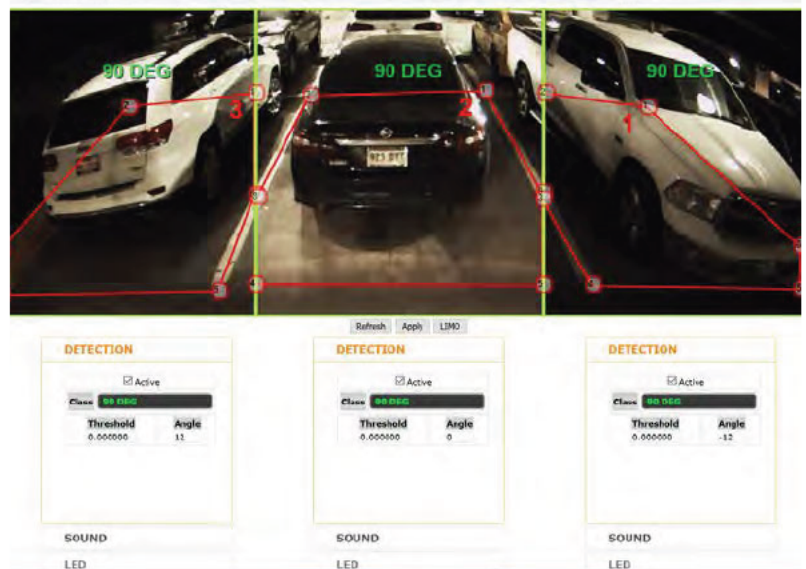 90 DEG 90 DEG 90 DEG
3 2 1
Refresh Apply LIMO
DETECTION DETECTION DETECTION
Active Active Active
Class 90 DEG Class 90 DEG Class 90 DEG
Threshold Angle Threshold Angle Threshold Angle
0.000000 12 0.000000 0 0.000000 -12
SOUND SOUND SOUND
LED LED LED